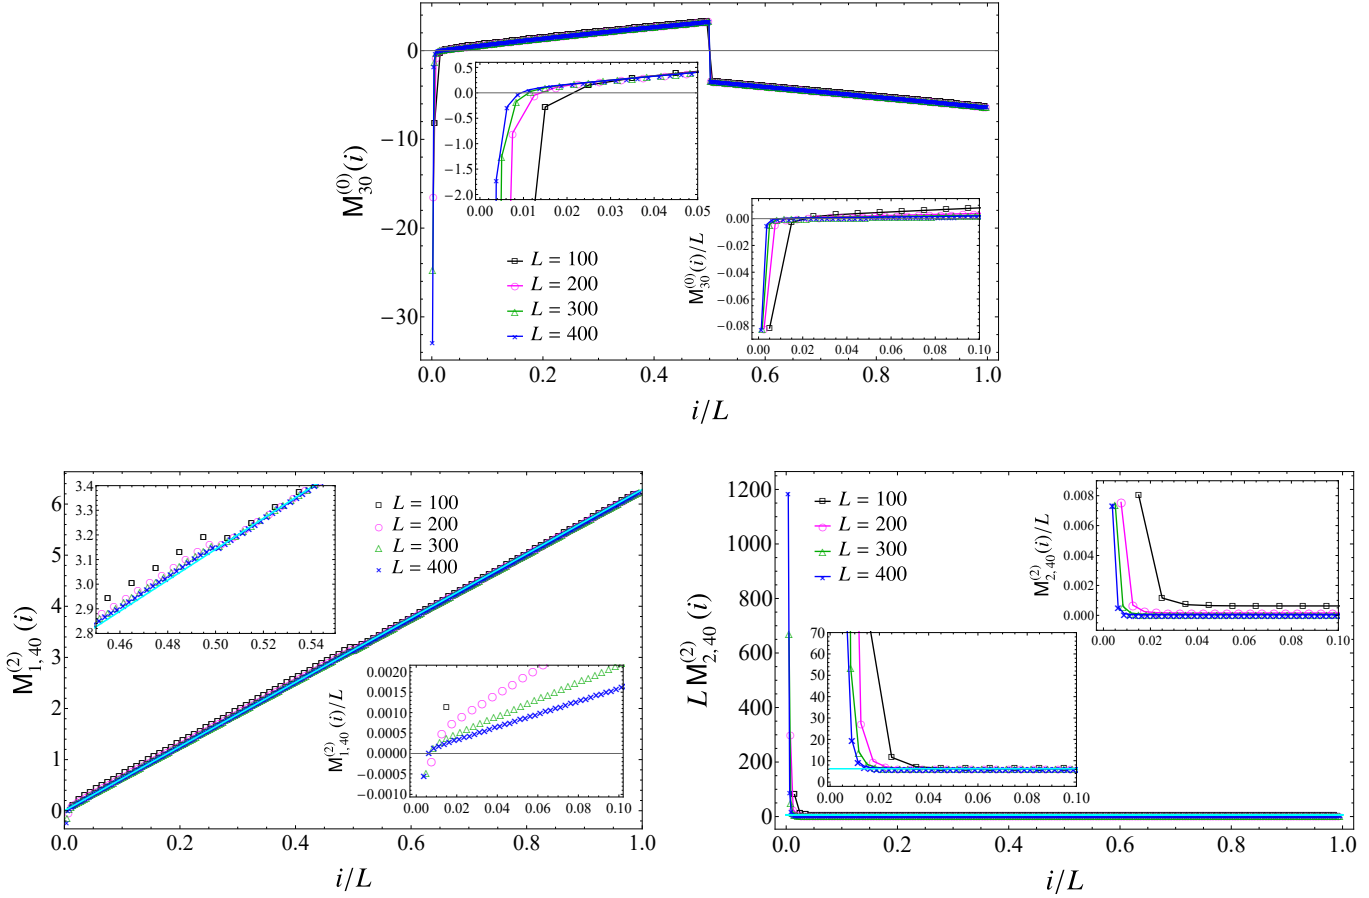 0
−10
−20
−30
M₃₀⁽⁰⁾(i)
0.5
0.0
−0.5
−1.0
−1.5
−2.0
0.00 0.01 0.02 0.03 0.04 0.05
L = 100
L = 200
L = 300
L = 400
M₃₀⁽⁰⁾(i)/L
0.00
−0.02
−0.04
−0.06
−0.08
0.00 0.02 0.04 0.06 0.08 0.10
0.0 0.2 0.4 0.6 0.8 1.0
i/L
M₁,₄₀⁽²⁾(i)
6
5
4
3
2
1
0
3.4
3.3
3.2
3.1
3.0
2.9
2.8
0.46 0.48 0.50 0.52 0.54
L = 100
L = 200
L = 300
L = 400
M₁,₄₀⁽²⁾(i)/L
0.0020
0.0015
0.0010
0.0005
0.0000
−0.0005
−0.0010
0.00 0.02 0.04 0.06 0.08 0.10
0.0 0.2 0.4 0.6 0.8 1.0
i/L
L M₂,₄₀⁽²⁾(i)
1200
1000
800
600
400
200
0
L = 100
L = 200
L = 300
L = 400
M₂,₄₀⁽²⁾(i)/L
0.008
0.006
0.004
0.002
0.000
0.00 0.02 0.04 0.06 0.08 0.10
70
60
50
40
30
20
10
0
0.00 0.02 0.04 0.06 0.08 0.10
0.0 0.2 0.4 0.6 0.8 1.0
i/L